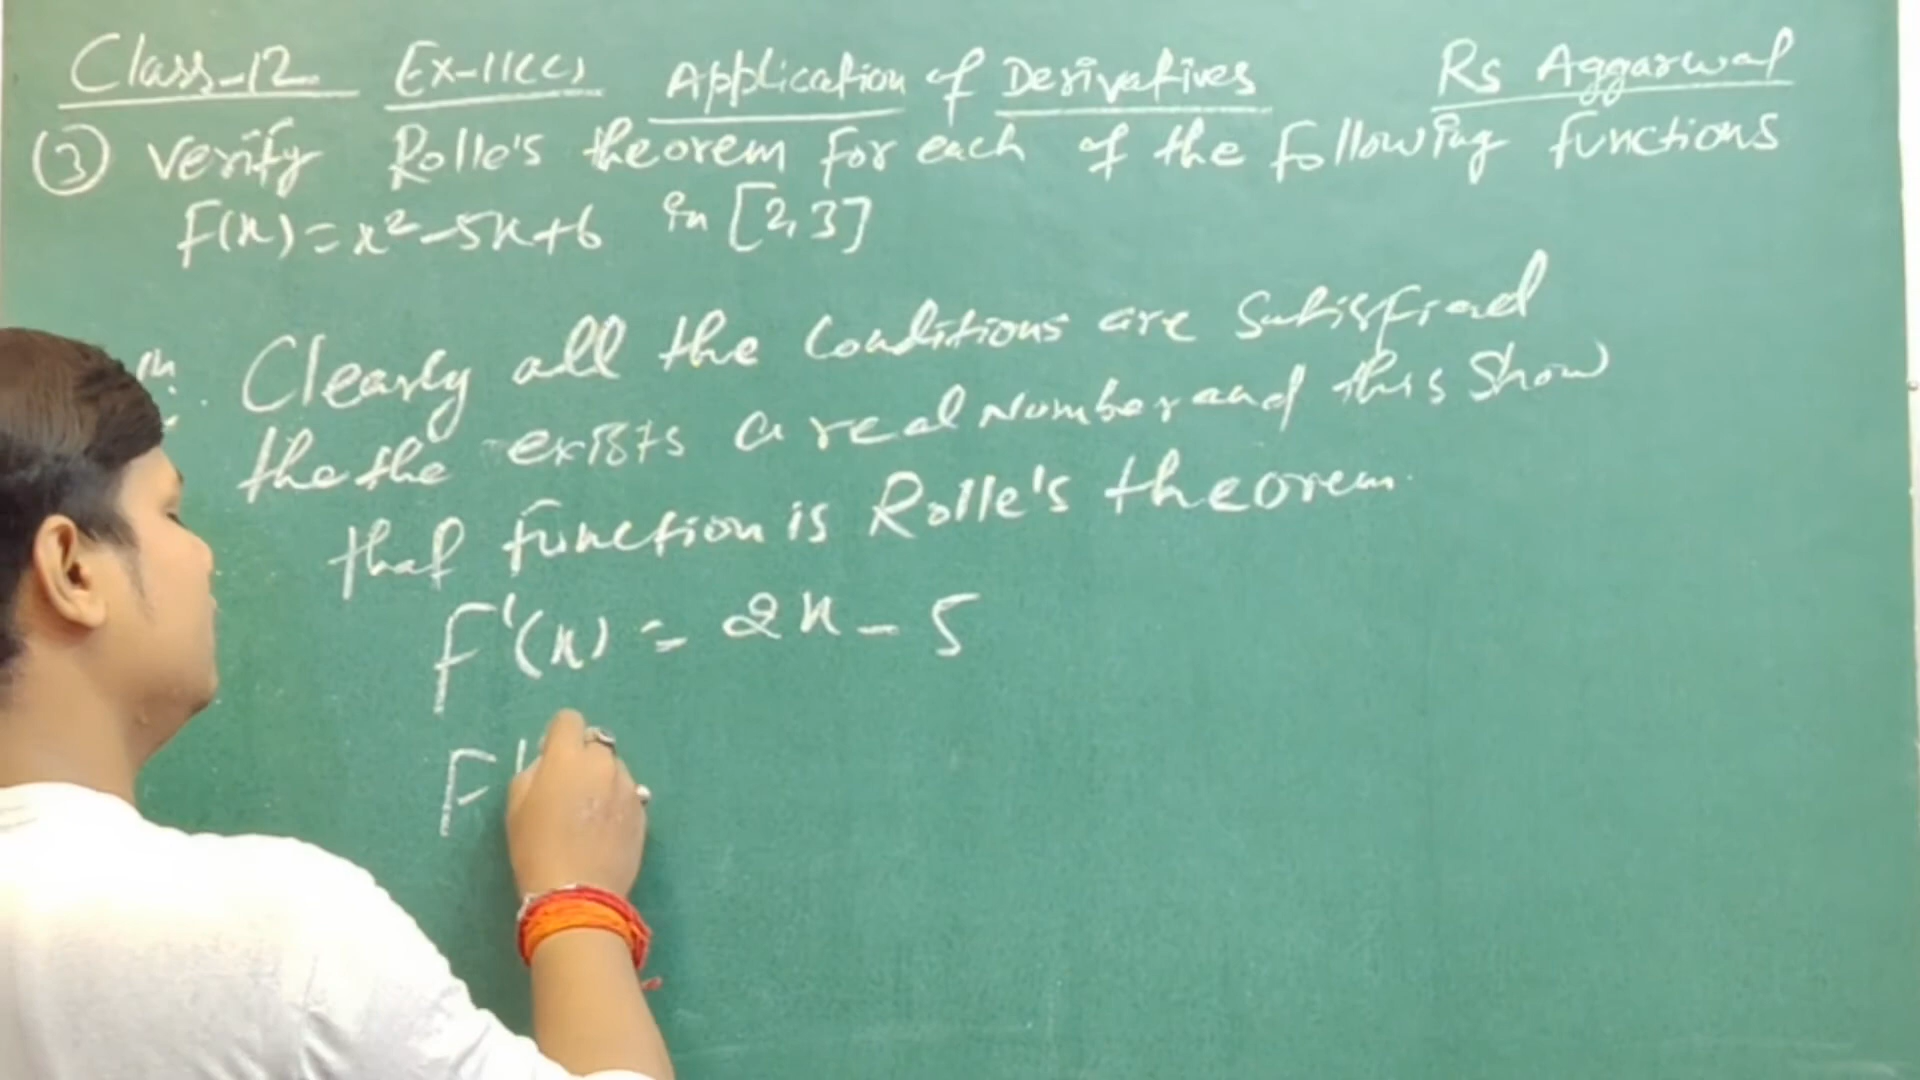 Class-12 Ex-11(C) Application of Derivatives Rs Aggarwal
③ Verify Rolle's theorem for each of the following functions
F(x)=x²-5x+6 in [2,3]
Clearly all the conditions are Satisfied
the the exists a real Number and this Show
that function is Rolle's theorem.
F'(x) = 2x - 5
F'